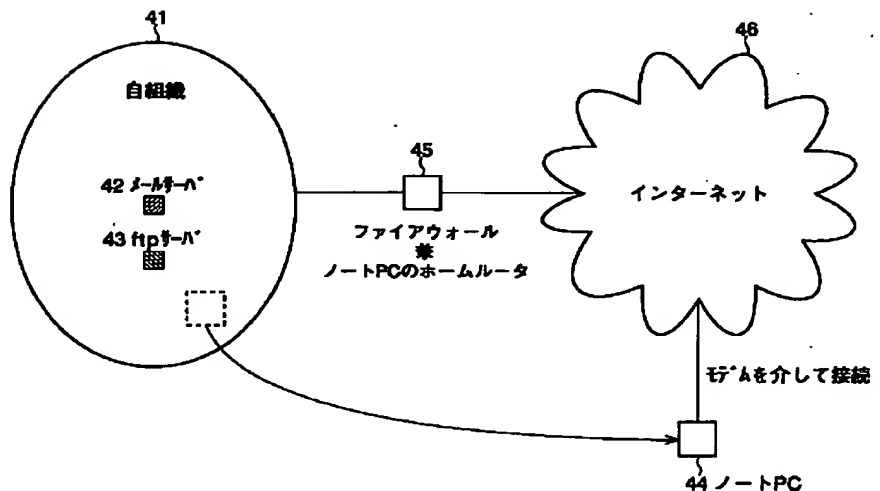 41
自組織
42 メールサーバ
43 ftpサーバ
45
ファイアウォール
兼
ノートPCのホームルータ
46
インターネット
モデムを介して接続
44 ノートPC